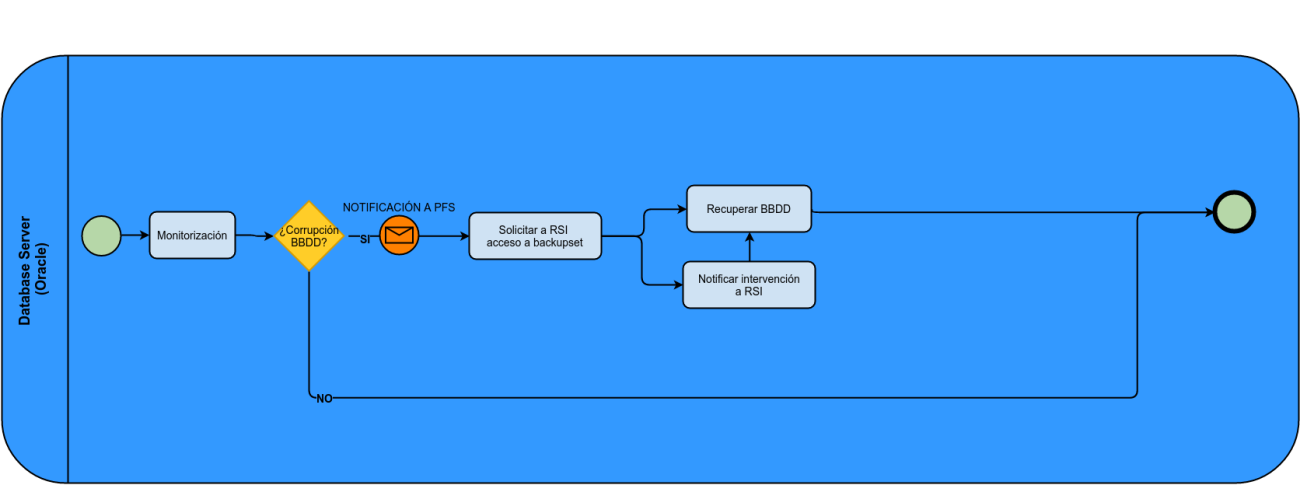 Database Server
(Oracle)
Monitorización
¿Corrupción
BBDD?
SI
NOTIFICACIÓN A PFS
Solicitar a RSI
acceso a backupset
Recuperar BBDD
Notificar intervención
a RSI
NO